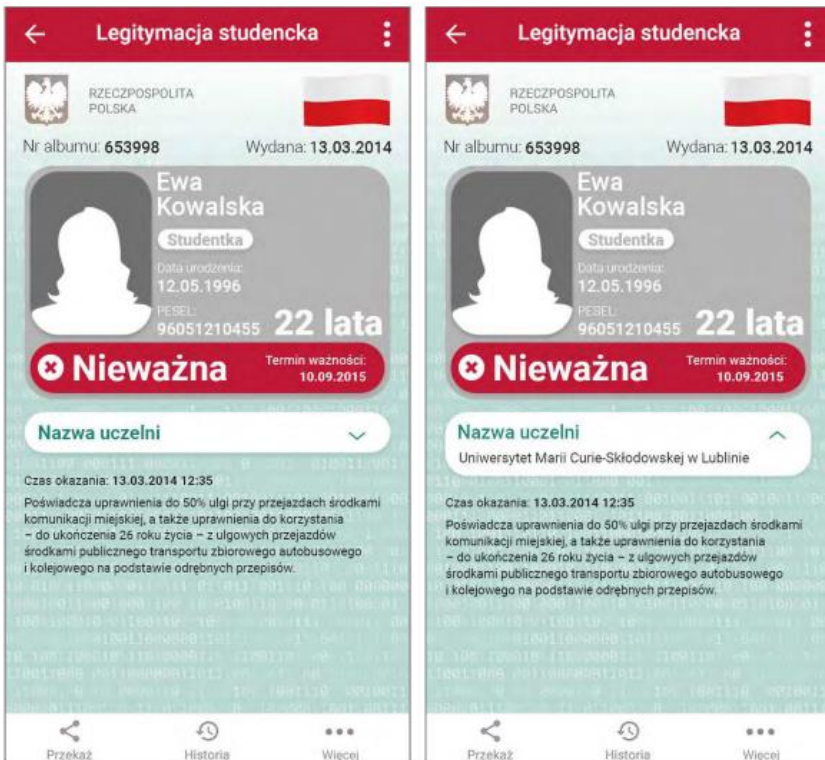 Legitymacja studencka
RZECZPOSPOLITA
POLSKA
Nr albumu: 653998 Wydana: 13.03.2014
Ewa
Kowalska
Studentka
Data urodzenia:
12.05.1996
PESEL:
96051210455 22 lata
Nieważna Termin ważności:
10.09.2015
Nazwa uczelni
Czas okazania: 13.03.2014 12:35
Poświadcza uprawnienia do 50% ulgi przy przejazdach środkami
komunikacji miejskiej, a także uprawnienia do korzystania
– do ukończenia 26 roku życia – z ulgowych przejazdów
środkami publicznego transportu zbiorowego autobusowego
i kolejowego na podstawie odrębnych przepisów.
Przekaż Historia Więcej
Legitymacja studencka
RZECZPOSPOLITA
POLSKA
Nr albumu: 653998 Wydana: 13.03.2014
Ewa
Kowalska
Studentka
Data urodzenia:
12.05.1996
PESEL:
96051210455 22 lata
Nieważna Termin ważności:
10.09.2015
Nazwa uczelni
Uniwersytet Marii Curie-Skłodowskej w Lublinie
Czas okazania: 13.03.2014 12:35
Poświadcza uprawnienia do 50% ulgi przy przejazdach środkami
komunikacji miejskiej, a także uprawnienia do korzystania
– do ukończenia 26 roku życia – z ulgowych przejazdów
środkami publicznego transportu zbiorowego autobusowego
i kolejowego na podstawie odrębnych przepisów.
Przekaż Historia Więcej